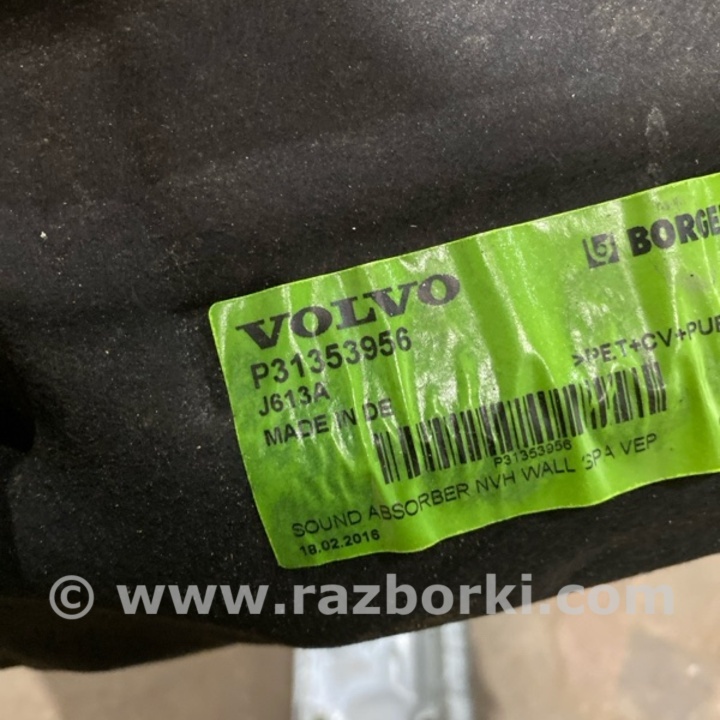 VOLVO
BORGE
P31353956
>PET+CV+PUR
J613A
MADE IN DE
P31353956
SOUND ABSORBER NVH WALL SPA VEP
18.02.2016
© www.razborki.com